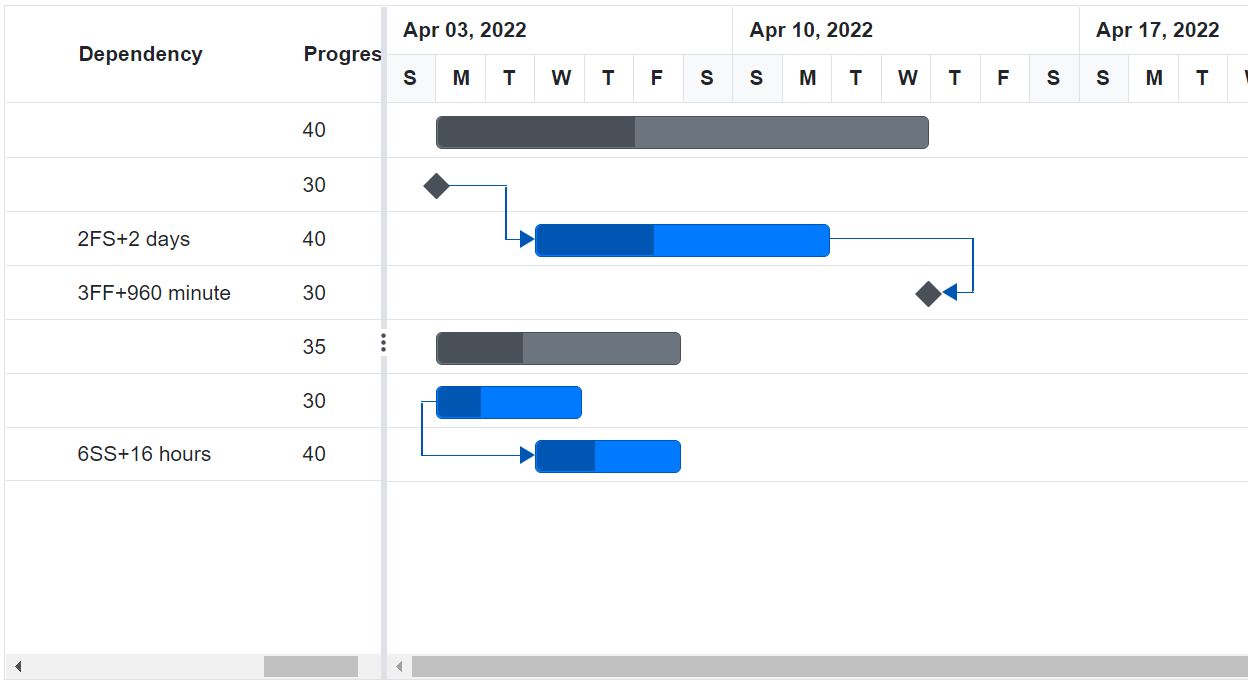 Dependency Progres Apr 03, 2022 Apr 10, 2022 Apr 17, 2022
S M T W T F S S M T W T F S S M T
40
30
2FS+2 days 40
3FF+960 minute 30
35
30
6SS+16 hours 40